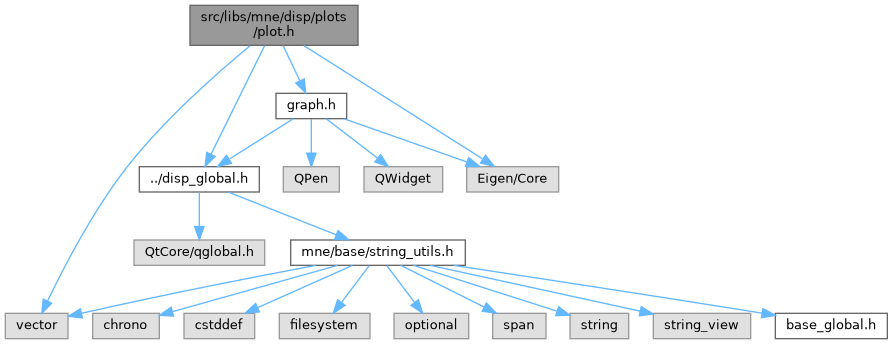 src/libs/mne/disp/plots
/plot.h
graph.h
../disp_global.h
QPen
QWidget
Eigen/Core
QtCore/qglobal.h
mne/base/string_utils.h
vector
chrono
cstddef
filesystem
optional
span
string
string_view
base_global.h